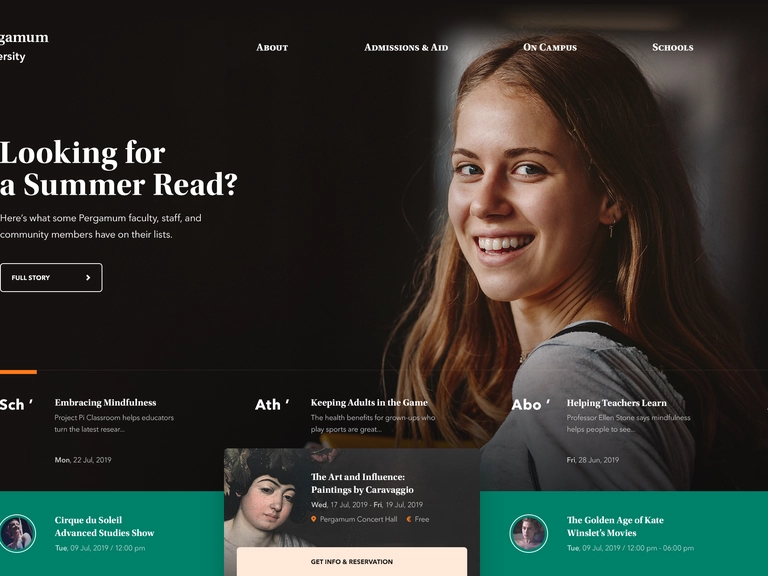 gamum
ersity
About
Admissions & Aid
On Campus
Schools
Looking for
a Summer Read?
Here's what some Pergamum faculty, staff, and
community members have on their lists.
FULL STORY
Sch ’
Embracing Mindfulness
Project Pi Classroom helps educators
turn the latest resear...
Mon, 22 Jul, 2019
Ath ’
Keeping Adults in the Game
The health benefits for grown-ups who
play sports are great...
Abo ’
Helping Teachers Learn
Professor Ellen Stone says mindfulness
helps people to see...
Fri, 28 Jun, 2019
Cirque du Soleil
Advanced Studies Show
Tue, 09 Jul, 2019 / 12:00 pm
The Art and Influence:
Paintings by Caravaggio
Wed, 17 Jul, 2019 - Fri, 19 Jul, 2019
Pergamum Concert Hall
€ Free
GET INFO & RESERVATION
The Golden Age of Kate
Winslet's Movies
Tue, 09 Jul, 2019 / 12:00 pm - 06:00 pm